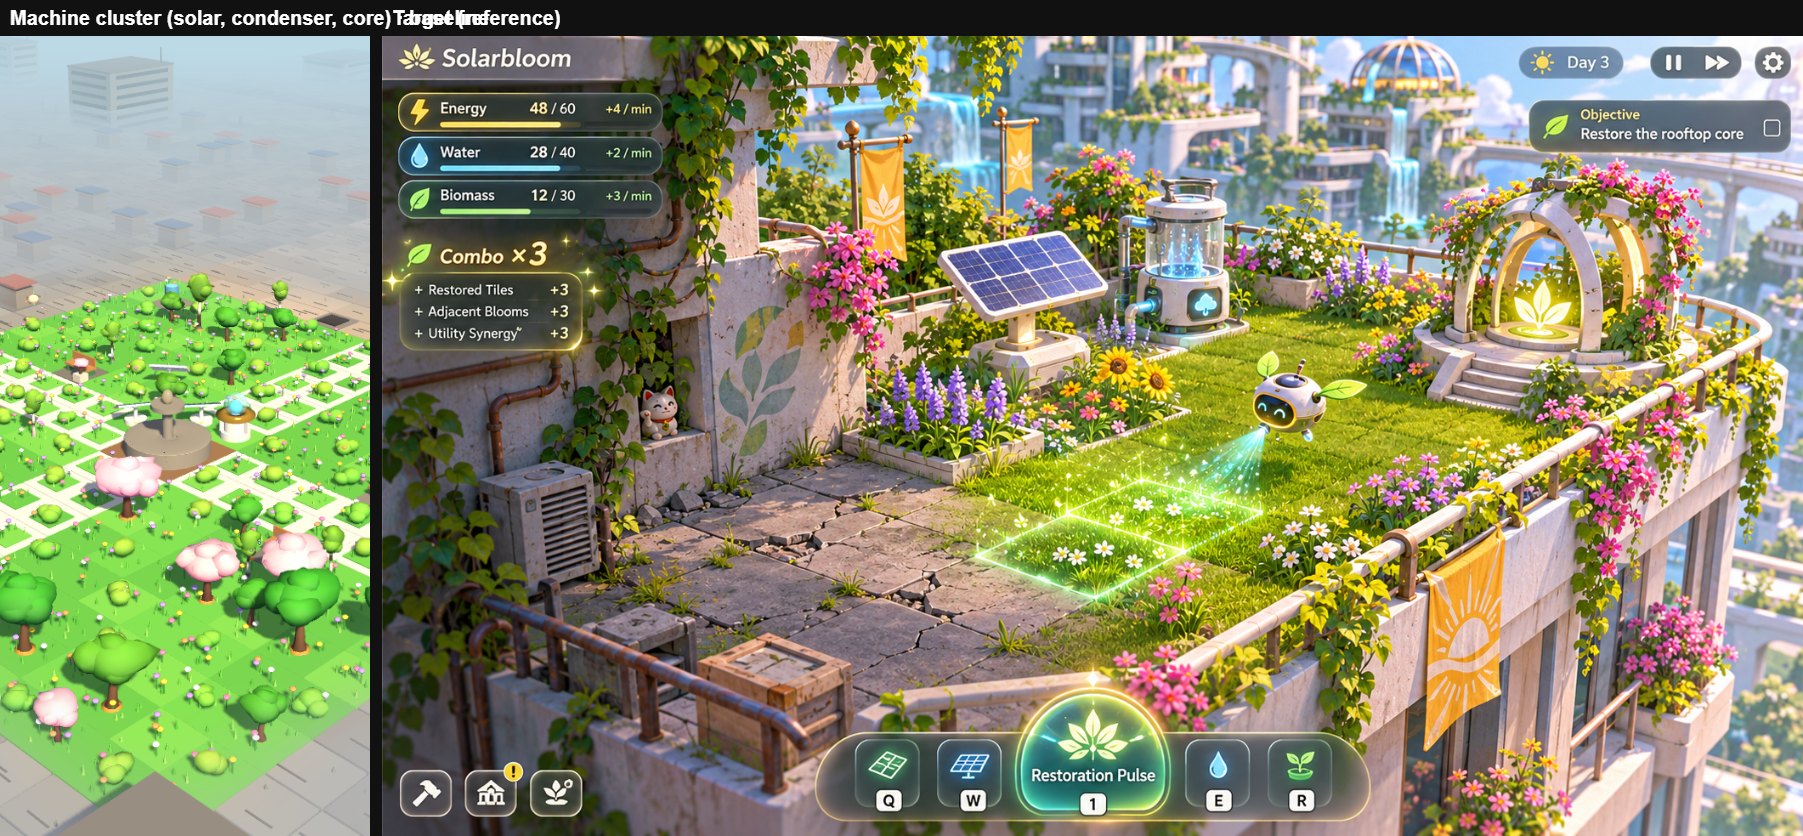 Machine cluster (solar, condenser, core)
Target (reference)
Solarbloom
Day 3
Energy 48 / 60 +4 / min
Water 28 / 40 +2 / min
Biomass 12 / 30 +3 / min
Objective
Restore the rooftop core
Combo ×3
+ Restored Tiles +3
+ Adjacent Blooms +3
+ Utility Synergy +3
!
Restoration Pulse
Q
W
1
E
R